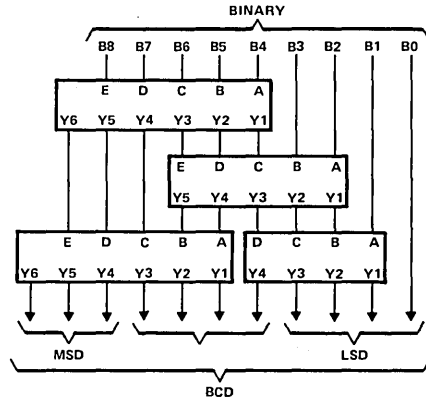 BINARY
B8 B7 B6 B5 B4 B3 B2 B1 B0
E D C B A
Y6 Y5 Y4 Y3 Y2 Y1
E D C B A
Y5 Y4 Y3 Y2 Y1
E D C B A D C B A
Y6 Y5 Y4 Y3 Y2 Y1 Y4 Y3 Y2 Y1
MSD LSD
BCD